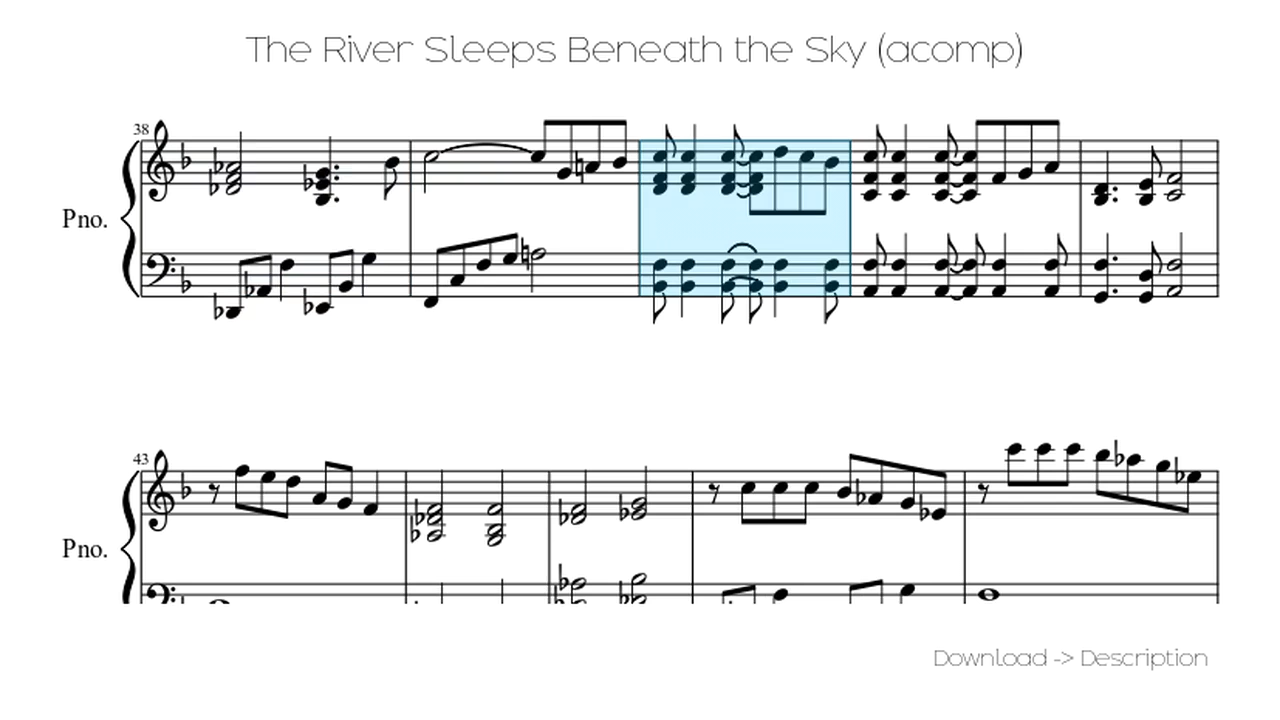 The River Sleeps Beneath the Sky (acomp)
38
Pno.
43
Pno.
Download -> Description